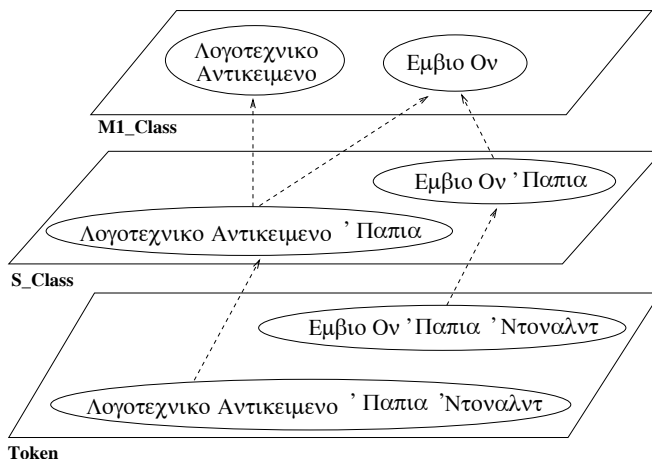 Λογοτεχνικο
Αντικειμενο
Εμβιο Ον
M1_Class
Εμβιο Ον ’Παπια
Λογοτεχνικο Αντικειμενο ’Παπια
S_Class
Εμβιο Ον ’Παπια ’Ντοναλντ
Λογοτεχνικο Αντικειμενο ’Παπια ’Ντοναλντ
Token